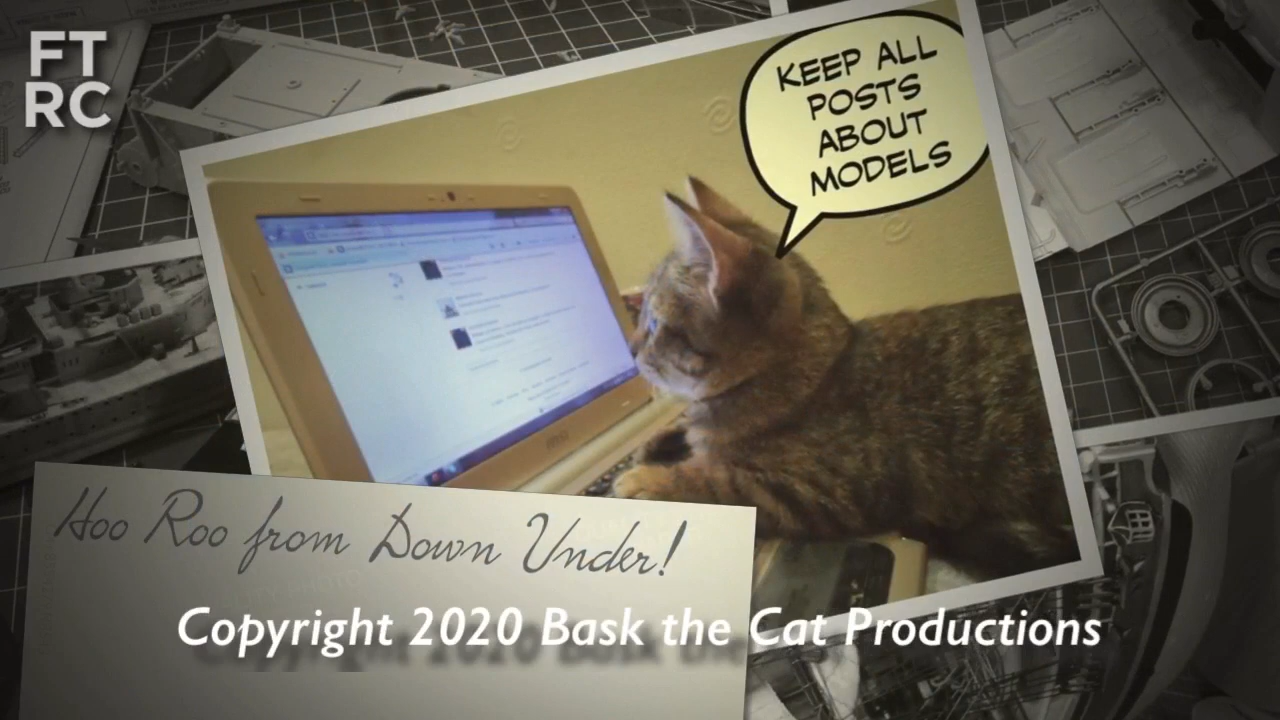 FT
RC
KEEP ALL
POSTS
ABOUT
MODELS
Hoo Roo from Down Under!
Copyright 2020 Bask the Cat Productions